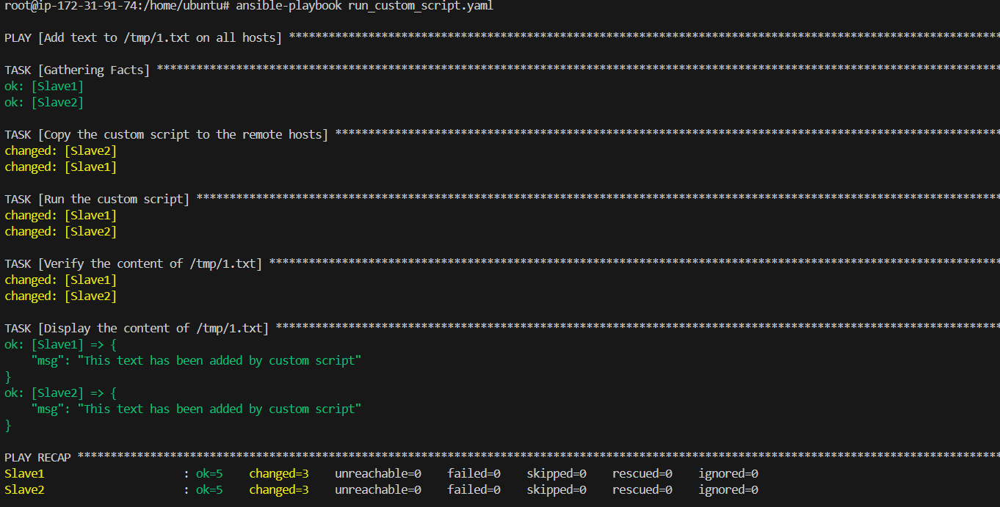 root@ip-172-31-91-74:/home/ubuntu# ansible-playbook run_custom_script.yaml
PLAY [Add text to /tmp/1.txt on all hosts] *********************************************************************************************************
TASK [Gathering Facts] *****************************************************************************************************************************
ok: [Slave1]
ok: [Slave2]
TASK [Copy the custom script to the remote hosts] **************************************************************************************************
changed: [Slave2]
changed: [Slave1]
TASK [Run the custom script] ***********************************************************************************************************************
changed: [Slave1]
changed: [Slave2]
TASK [Verify the content of /tmp/1.txt] ************************************************************************************************************
changed: [Slave1]
changed: [Slave2]
TASK [Display the content of /tmp/1.txt] ***********************************************************************************************************
ok: [Slave1] => {
    "msg": "This text has been added by custom script"
}
ok: [Slave2] => {
    "msg": "This text has been added by custom script"
}
PLAY RECAP *****************************************************************************************************************************************
Slave1                     : ok=5    changed=3    unreachable=0    failed=0    skipped=0    rescued=0    ignored=0
Slave2                     : ok=5    changed=3    unreachable=0    failed=0    skipped=0    rescued=0    ignored=0